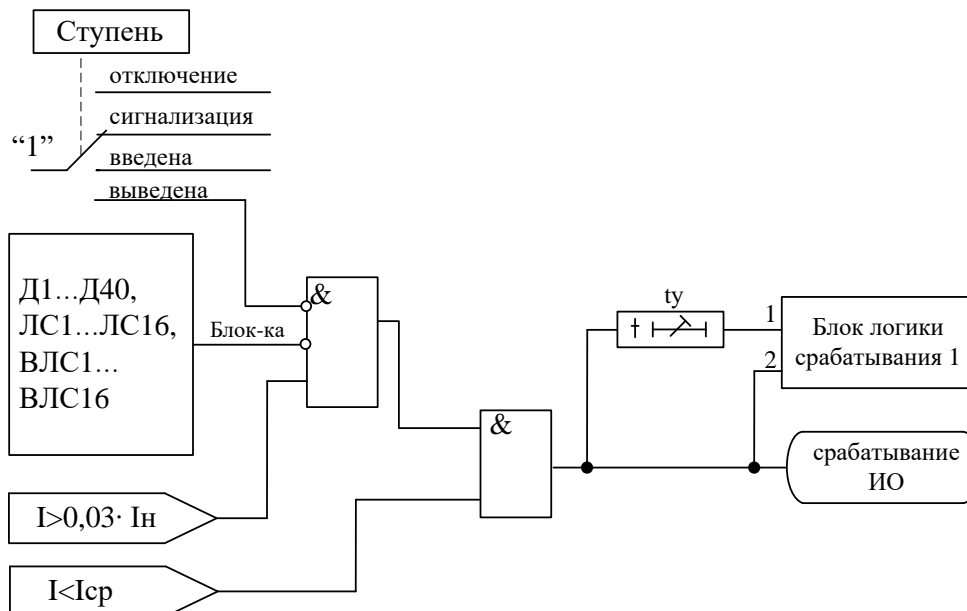 Ступень
отключение
сигнализация
“1”
введена
выведена
Д1...Д40,
ЛС1...ЛС16,
ВЛС1...
ВЛС16
Блок-ка
&
tу
1
2
Блок логики
срабатывания 1
&
срабатывание
ИО
I>0,03· Iн
I<Iср